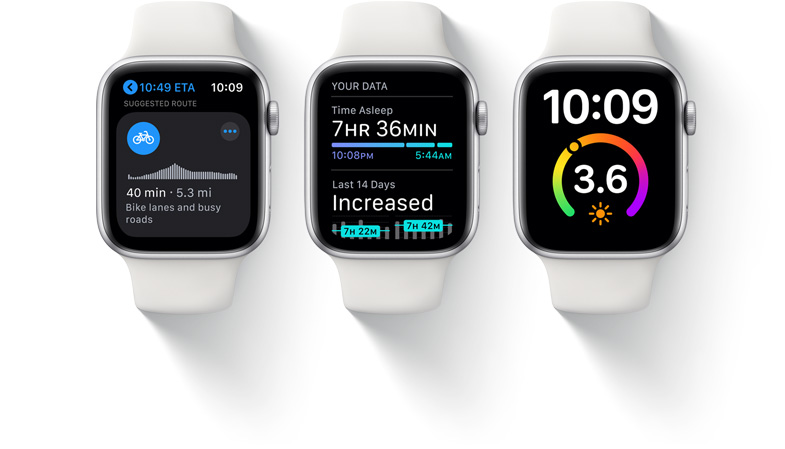 10:49 ETA 10:09
SUGGESTED ROUTE
40 min · 5.3 mi
Bike lanes and busy
roads
YOUR DATA
Time Asleep
7HR 36MIN
10:08PM 5:44AM
Last 14 Days
Increased
7H 22M 7H 42M
10:09
3.6